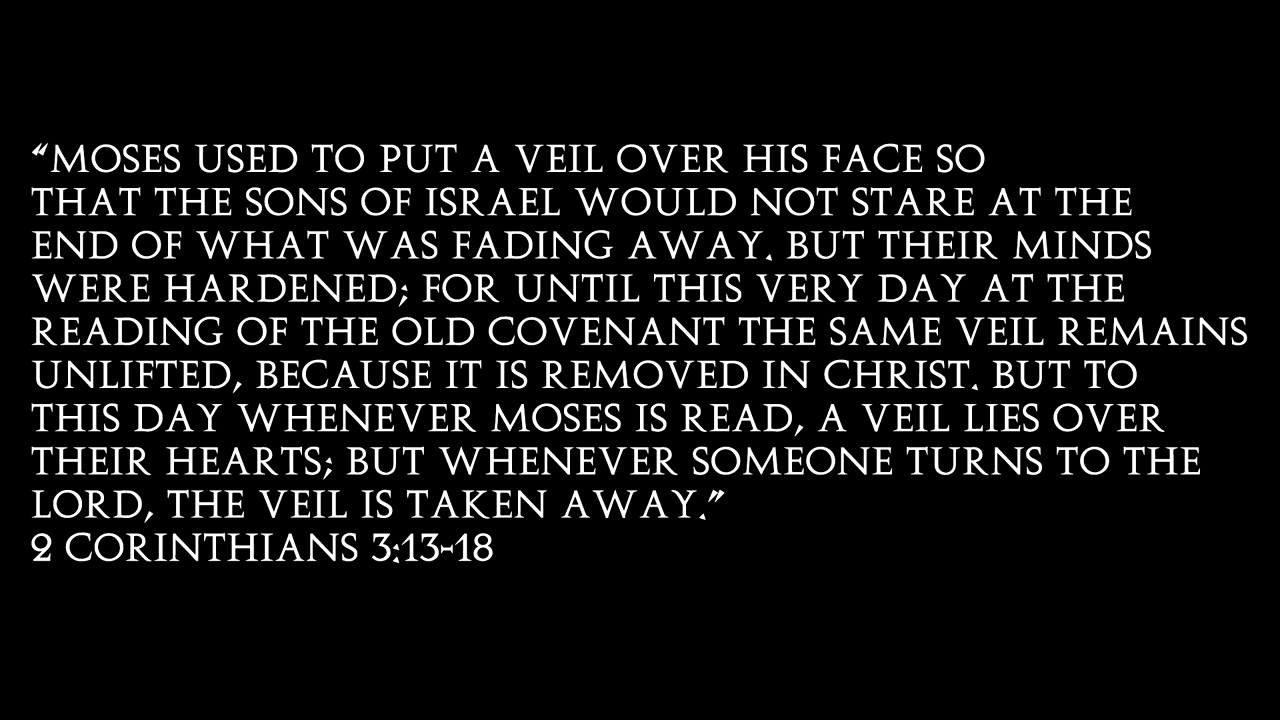 “MOSES USED TO PUT A VEIL OVER HIS FACE SO
THAT THE SONS OF ISRAEL WOULD NOT STARE AT THE
END OF WHAT WAS FADING AWAY. BUT THEIR MINDS
WERE HARDENED; FOR UNTIL THIS VERY DAY AT THE
READING OF THE OLD COVENANT THE SAME VEIL REMAINS
UNLIFTED, BECAUSE IT IS REMOVED IN CHRIST. BUT TO
THIS DAY WHENEVER MOSES IS READ, A VEIL LIES OVER
THEIR HEARTS; BUT WHENEVER SOMEONE TURNS TO THE
LORD, THE VEIL IS TAKEN AWAY.”
2 CORINTHIANS 3:13-18